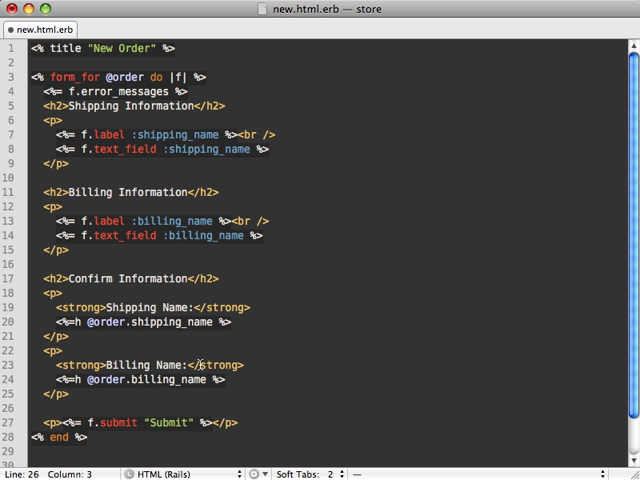 new.html.erb — store
new.html.erb
1 <% title "New Order" %>
2
3 <% form_for @order do |f| %>
4 <%= f.error_messages %>
5 <h2>Shipping Information</h2>
6 <p>
7 <%= f.label :shipping_name %><br />
8 <%= f.text_field :shipping_name %>
9 </p>
10
11 <h2>Billing Information</h2>
12 <p>
13 <%= f.label :billing_name %><br />
14 <%= f.text_field :billing_name %>
15 </p>
16
17 <h2>Confirm Information</h2>
18 <p>
19 <strong>Shipping Name:</strong>
20 <%=h @order.shipping_name %>
21 </p>
22 <p>
23 <strong>Billing Name:</strong>
24 <%=h @order.billing_name %>
25 </p>
26
27 <p><%= f.submit "Submit" %></p>
28 <% end %>
29
30
Line: 26 Column: 3 L HTML (Rails) Soft Tabs: 2 —